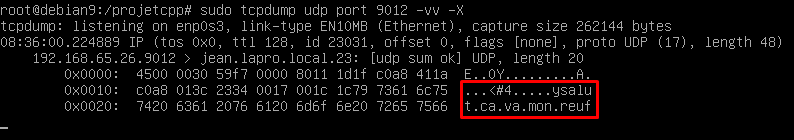 root@debian9:/projetcpp# sudo tcpdump udp port 9012 -vv -X
tcpdump: listening on enp0s3, link-type EN10MB (Ethernet), capture size 262144 bytes
08:36:00.224889 IP (tos 0x0, ttl 128, id 23031, offset 0, flags [none], proto UDP (17), length 48)
192.168.65.26.9012 > jean.lapro.local.23: [udp sum ok] UDP, length 20
0x0000: 4500 0030 59f7 0000 8011 1d1f c0a8 411a E..0Y.........A.
0x0010: c0a8 013c 2334 0017 001c 1c79 7361 6c75 ...<#4.....ysalu
0x0020: 7420 6361 2076 6120 6d6f 6e20 7265 7566 t.ca.va.mon.reuf